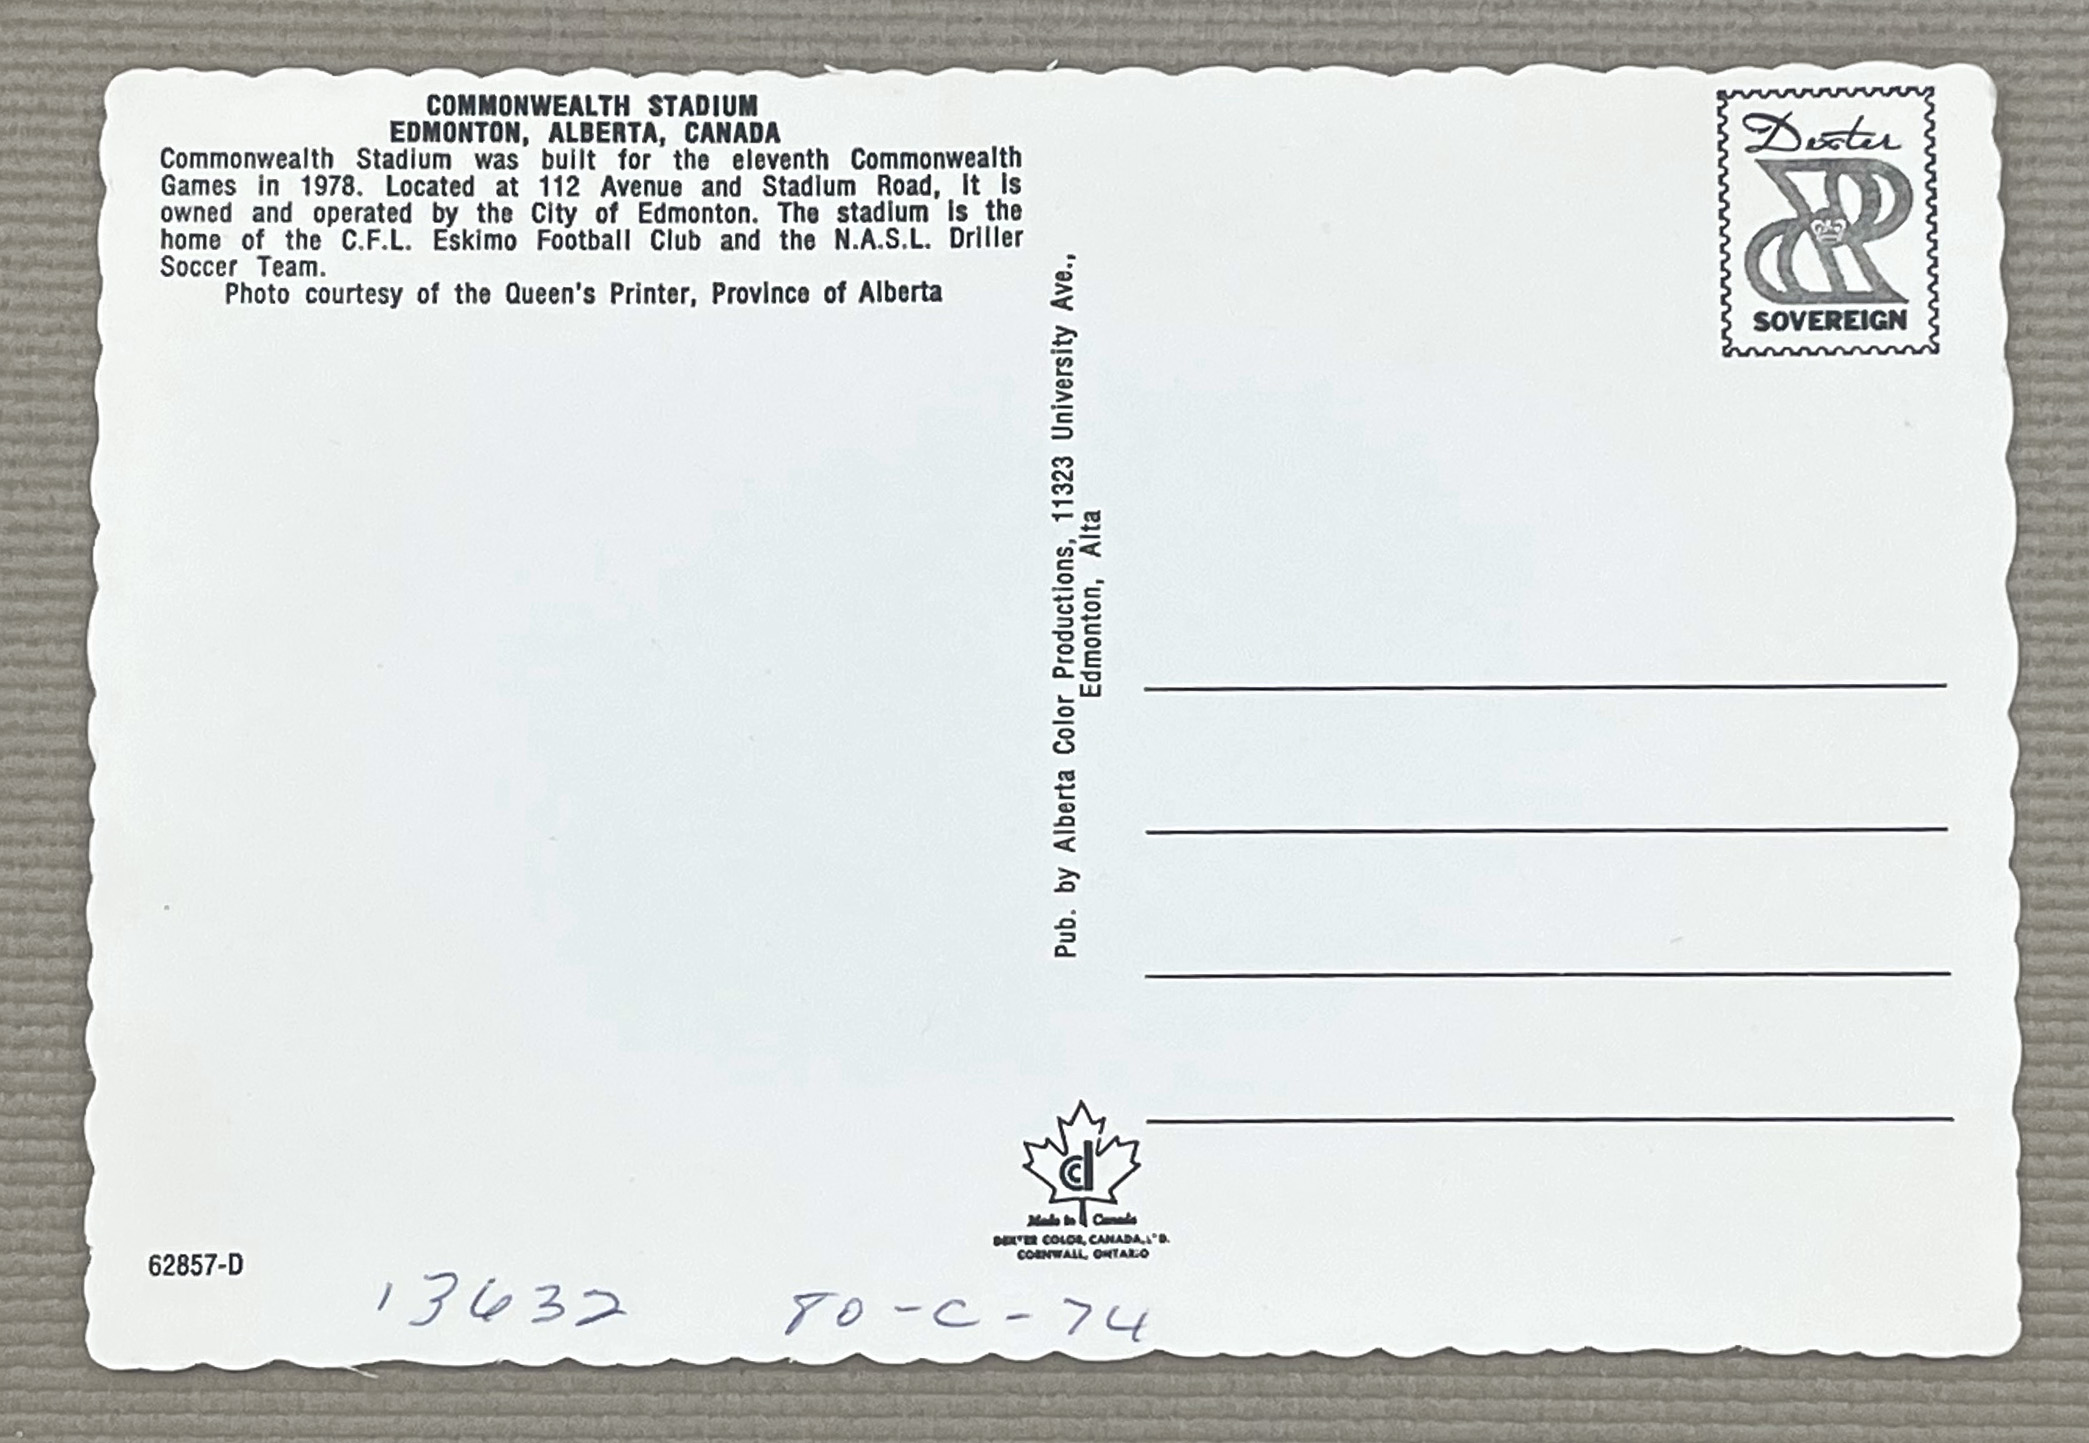 COMMONWEALTH STADIUM
EDMONTON, ALBERTA, CANADA
Commonwealth Stadium was built for the eleventh Commonwealth
Games in 1978. Located at 112 Avenue and Stadium Road, it is
owned and operated by the City of Edmonton. The stadium is the
home of the C.F.L. Eskimo Football Club and the N.A.S.L. Driller
Soccer Team.
Photo courtesy of the Queen's Printer, Province of Alberta
Pub. by Alberta Color Productions, 11323 University Ave.,
Edmonton, Alta
Dexter
SOVEREIGN
Made in Canada
DEXTER COLOR, CANADA, LTD.
CORNWALL, ONTARIO
62857-D
13632 80-C-74